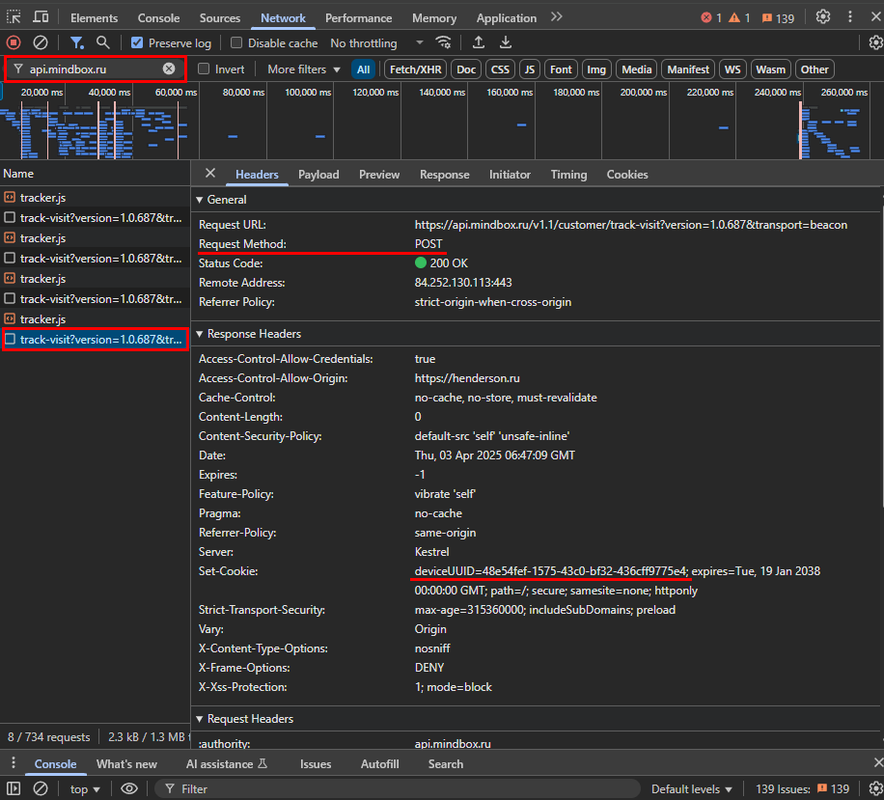 Elements Console Sources Network Performance Memory Application 1 1 139
Preserve log Disable cache No throttling
api.mindbox.ru Invert More filters All Fetch/XHR Doc CSS JS Font Img Media Manifest WS Wasm Other
20,000 ms 40,000 ms 60,000 ms 80,000 ms 100,000 ms 120,000 ms 140,000 ms 160,000 ms 180,000 ms 200,000 ms 220,000 ms 240,000 ms 260,000 ms
Name
tracker.js
track-visit?version=1.0.687&tr...
tracker.js
track-visit?version=1.0.687&tr...
tracker.js
track-visit?version=1.0.687&tr...
tracker.js
track-visit?version=1.0.687&tr...
Headers Payload Preview Response Initiator Timing Cookies
General
Request URL: https://api.mindbox.ru/v1.1/customer/track-visit?version=1.0.687&transport=beacon
Request Method: POST
Status Code: 200 OK
Remote Address: 84.252.130.113:443
Referrer Policy: strict-origin-when-cross-origin
Response Headers
Access-Control-Allow-Credentials: true
Access-Control-Allow-Origin: https://henderson.ru
Cache-Control: no-cache, no-store, must-revalidate
Content-Length: 0
Content-Security-Policy: default-src 'self' 'unsafe-inline'
Date: Thu, 03 Apr 2025 06:47:09 GMT
Expires: -1
Feature-Policy: vibrate 'self'
Pragma: no-cache
Referrer-Policy: same-origin
Server: Kestrel
Set-Cookie: deviceUUID=48e54fef-1575-43c0-bf32-436cff9775e4; expires=Tue, 19 Jan 2038
00:00:00 GMT; path=/; secure; samesite=none; httponly
Strict-Transport-Security: max-age=315360000; includeSubDomains; preload
Vary: Origin
X-Content-Type-Options: nosniff
X-Frame-Options: DENY
X-Xss-Protection: 1; mode=block
Request Headers
:authority: api.mindbox.ru
8 / 734 requests 2.3 kB / 1.3 MB
Console What's new AI assistance Issues Autofill Search
top Filter Default levels 139 Issues: 139